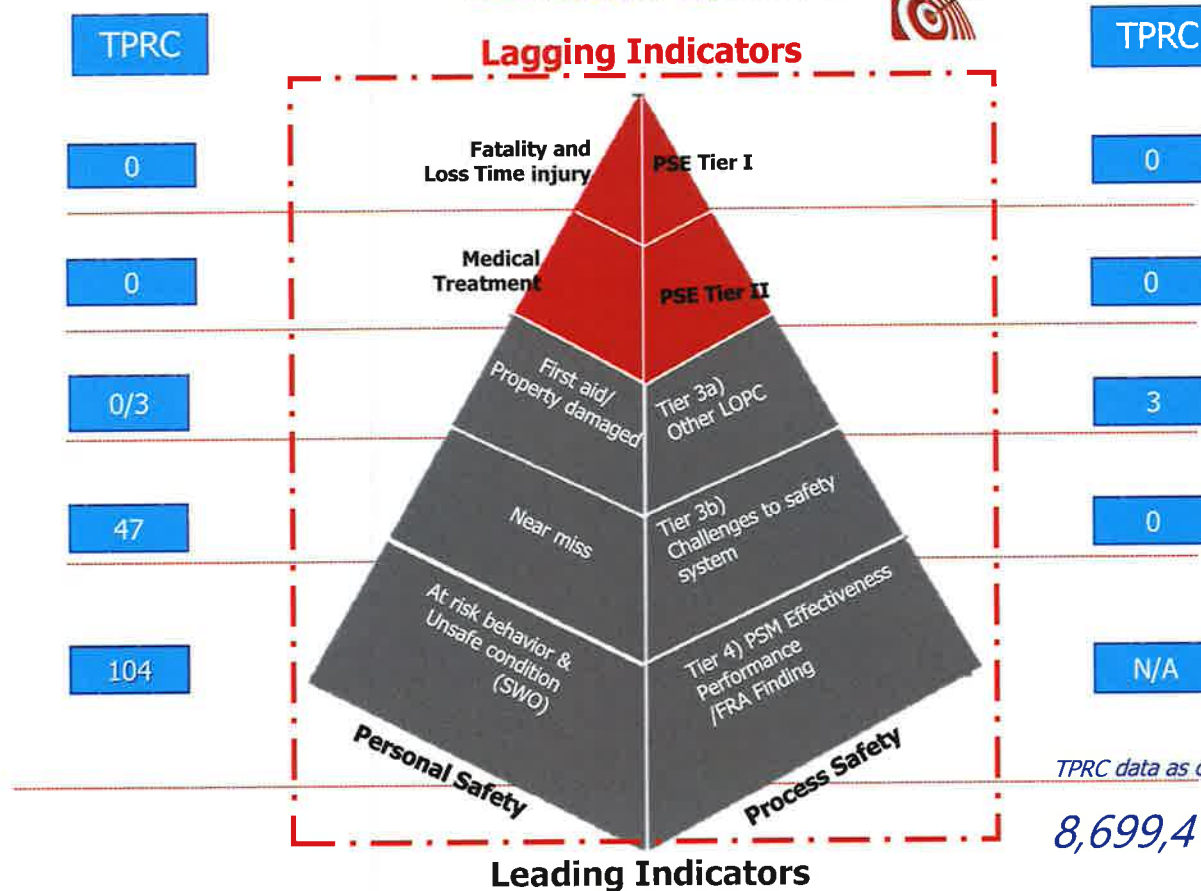 TPRC
TPRC
Lagging Indicators
0
Fatality and
Loss Time injury
PSE Tier I
0
0
Medical
Treatment
PSE Tier II
0
0/3
First aid/
Property damaged
Tier 3a)
Other LOPC
3
47
Near miss
Tier 3b)
Challenges to safety
system
0
104
At risk behavior &
Unsafe condition
(SWO)
Tier 4) PSM Effectiveness
Performance
/FRA Finding
N/A
Personal Safety
Process Safety
TPRC data as
8,699,4
Leading Indicators